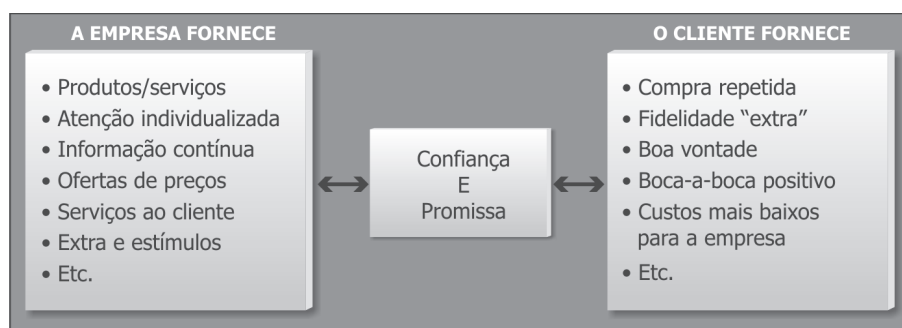 A EMPRESA FORNECE
• Produtos/serviços
• Atenção individualizada
• Informação contínua
• Ofertas de preços
• Serviços ao cliente
• Extra e estímulos
• Etc.
Confiança
E
Promissa
O CLIENTE FORNECE
• Compra repetida
• Fidelidade “extra”
• Boa vontade
• Boca-a-boca positivo
• Custos mais baixos
para a empresa
• Etc.